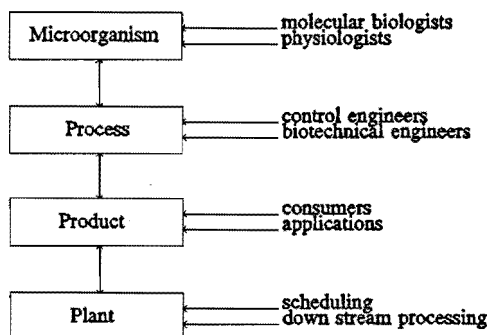 Microorganism
molecular biologists
physiologists
Process
control engineers
biotechnical engineers
Product
consumers
applications
Plant
scheduling
down stream processing